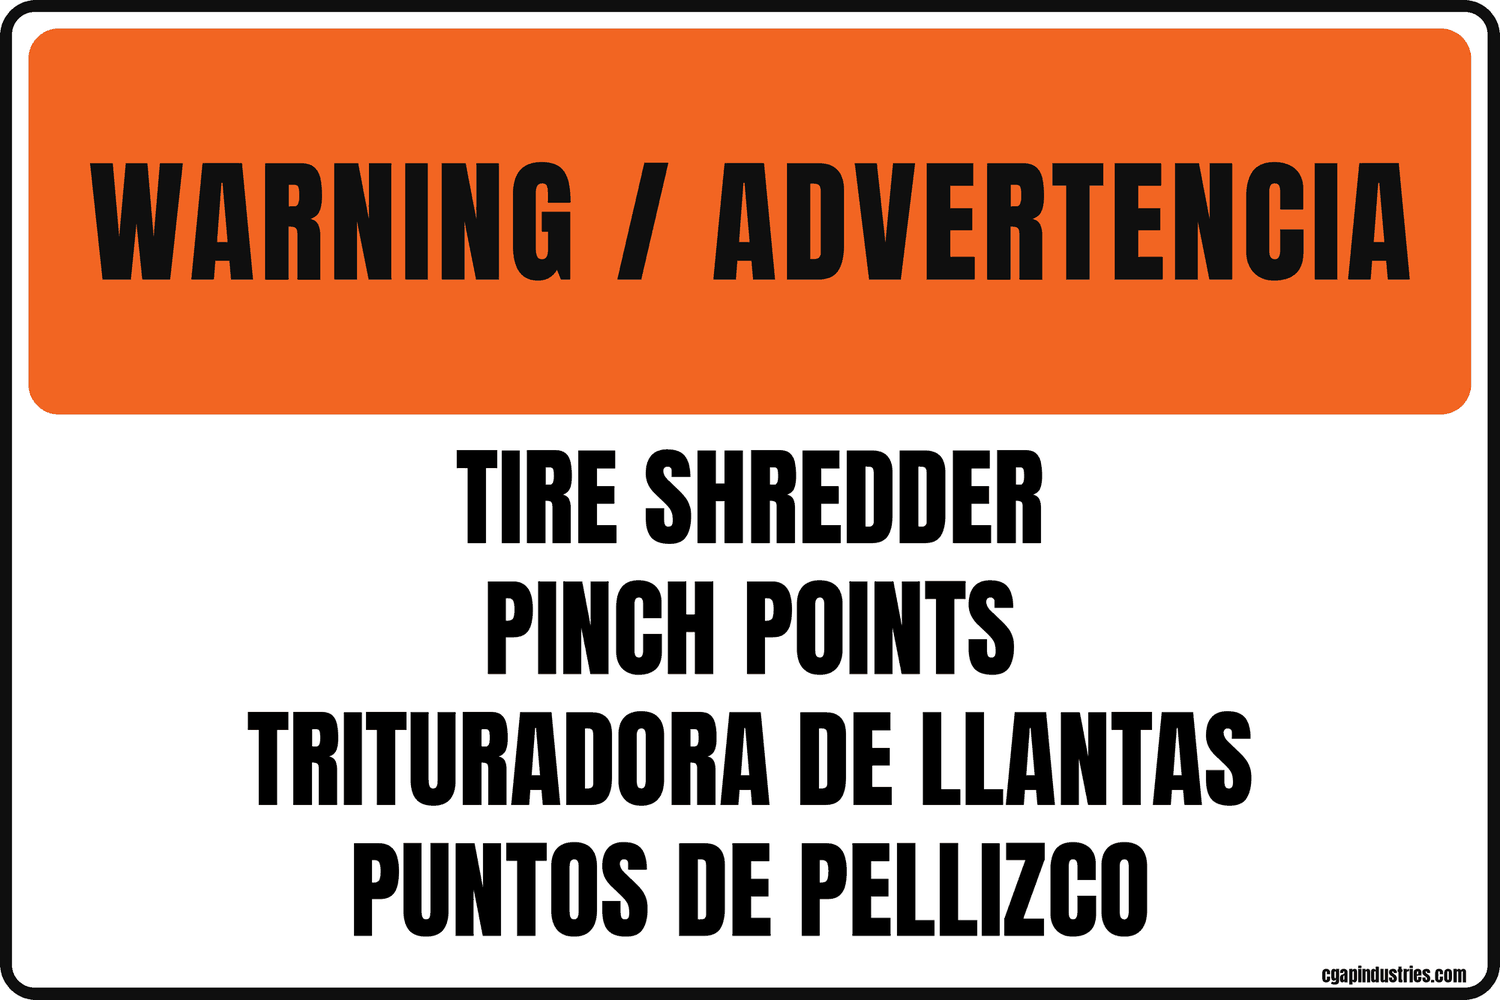 WARNING / ADVERTENCIA
TIRE SHREDDER
PINCH POINTS
TRITURADORA DE LLANTAS
PUNTOS DE PELLIZCO
cgapindustries.com